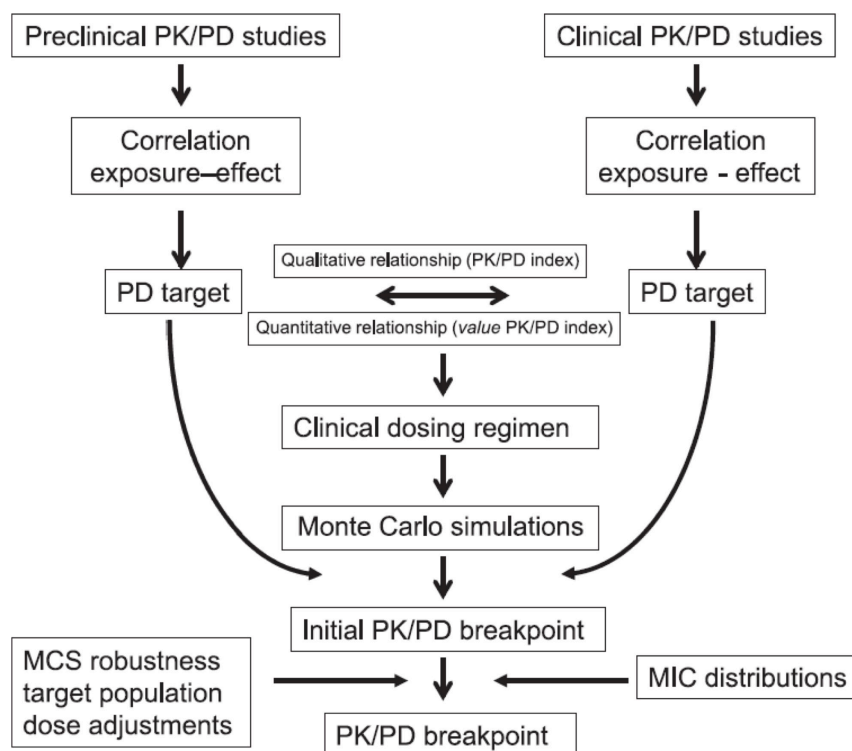 Preclinical PK/PD studies
Clinical PK/PD studies
Correlation
exposure–effect
Correlation
exposure - effect
Qualitative relationship (PK/PD index)
PD target
PD target
Quantitative relationship (value PK/PD index)
Clinical dosing regimen
Monte Carlo simulations
Initial PK/PD breakpoint
MCS robustness
target population
dose adjustments
MIC distributions
PK/PD breakpoint